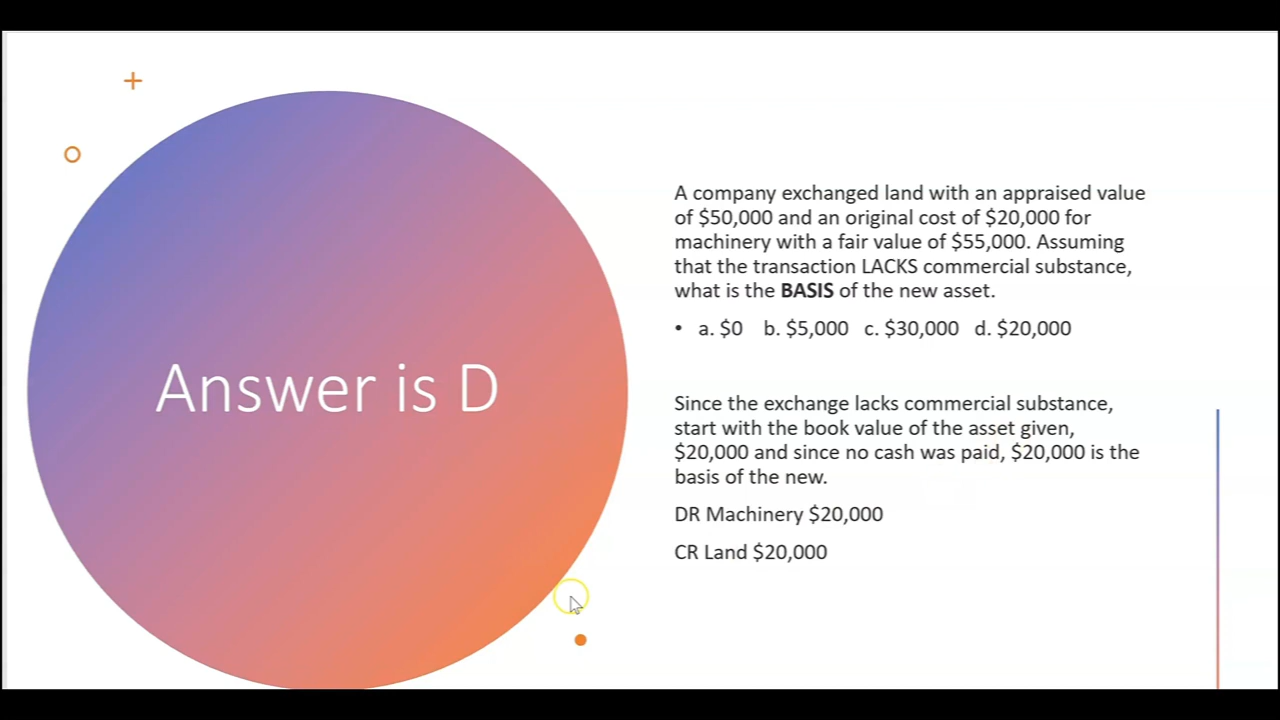 Answer is D
A company exchanged land with an appraised value
of $50,000 and an original cost of $20,000 for
machinery with a fair value of $55,000. Assuming
that the transaction LACKS commercial substance,
what is the BASIS of the new asset.
• a. $0 b. $5,000 c. $30,000 d. $20,000
Since the exchange lacks commercial substance,
start with the book value of the asset given,
$20,000 and since no cash was paid, $20,000 is the
basis of the new.
DR Machinery $20,000
CR Land $20,000